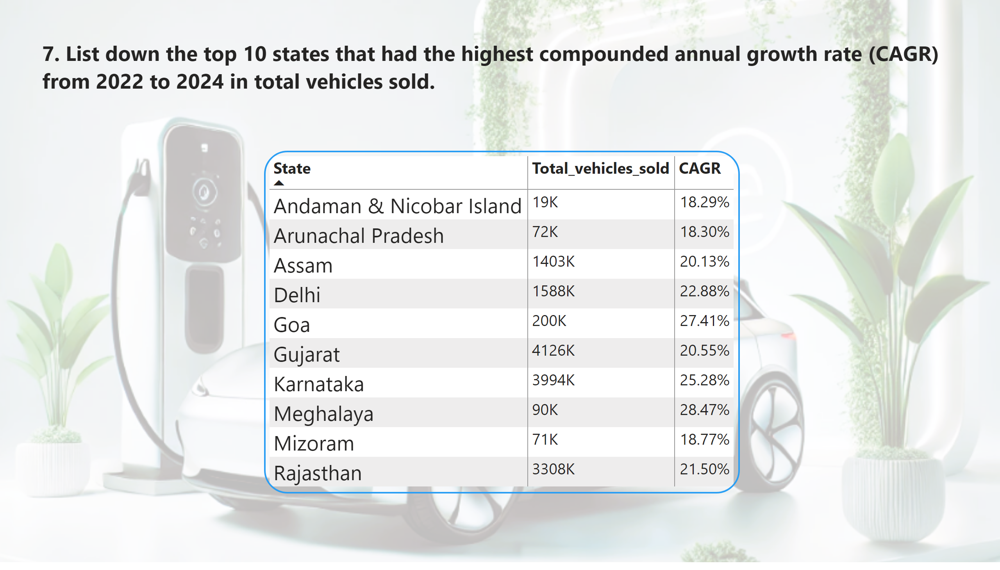 7. List down the top 10 states that had the highest compounded annual growth rate (CAGR)
from 2022 to 2024 in total vehicles sold.
State Total_vehicles_sold CAGR
Andaman & Nicobar Island 19K 18.29%
Arunachal Pradesh 72K 18.30%
Assam 1403K 20.13%
Delhi 1588K 22.88%
Goa 200K 27.41%
Gujarat 4126K 20.55%
Karnataka 3994K 25.28%
Meghalaya 90K 28.47%
Mizoram 71K 18.77%
Rajasthan 3308K 21.50%